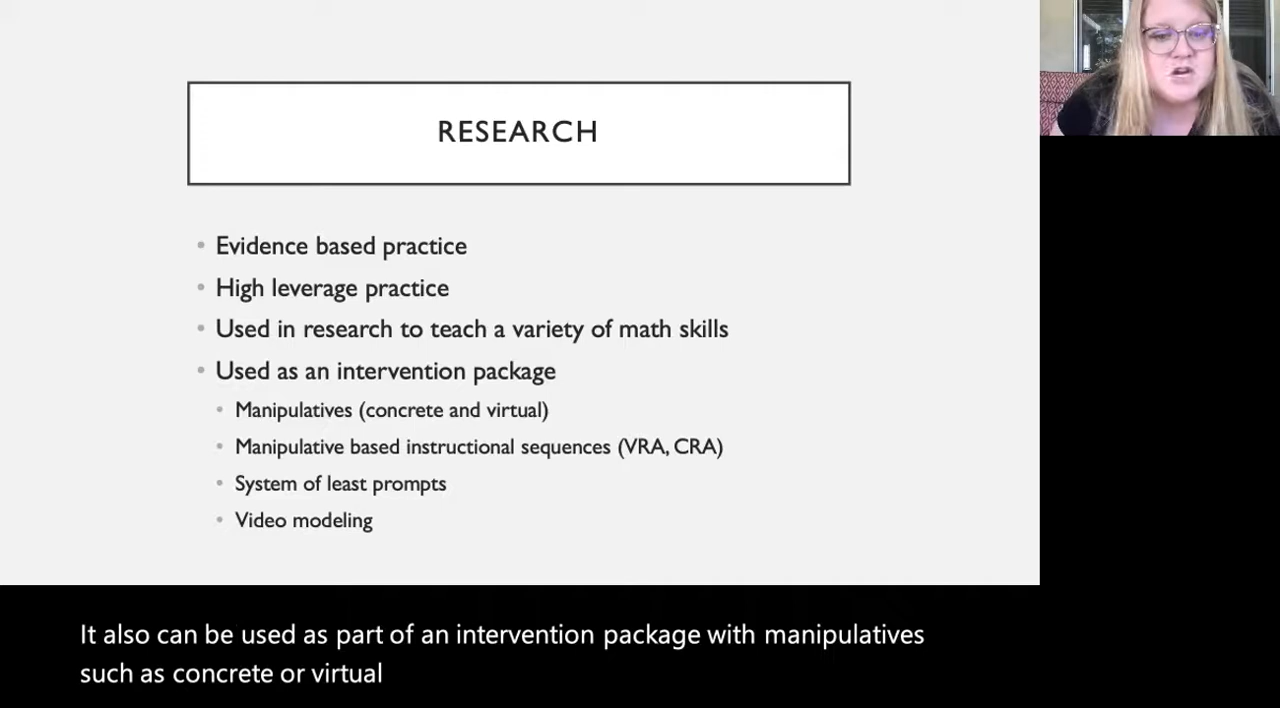 RESEARCH
Evidence based practice
High leverage practice
Used in research to teach a variety of math skills
Used as an intervention package
Manipulatives (concrete and virtual)
Manipulative based instructional sequences (VRA, CRA)
System of least prompts
Video modeling
It also can be used as part of an intervention package with manipulatives
such as concrete or virtual